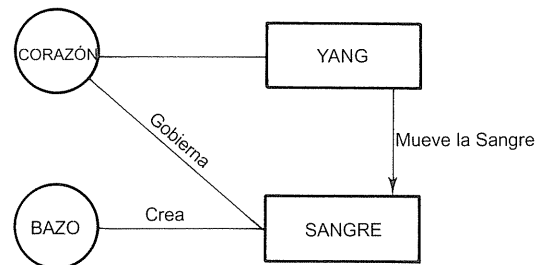 CORAZÓN
YANG
Gobierna
Mueve la Sangre
BAZO
Crea
SANGRE